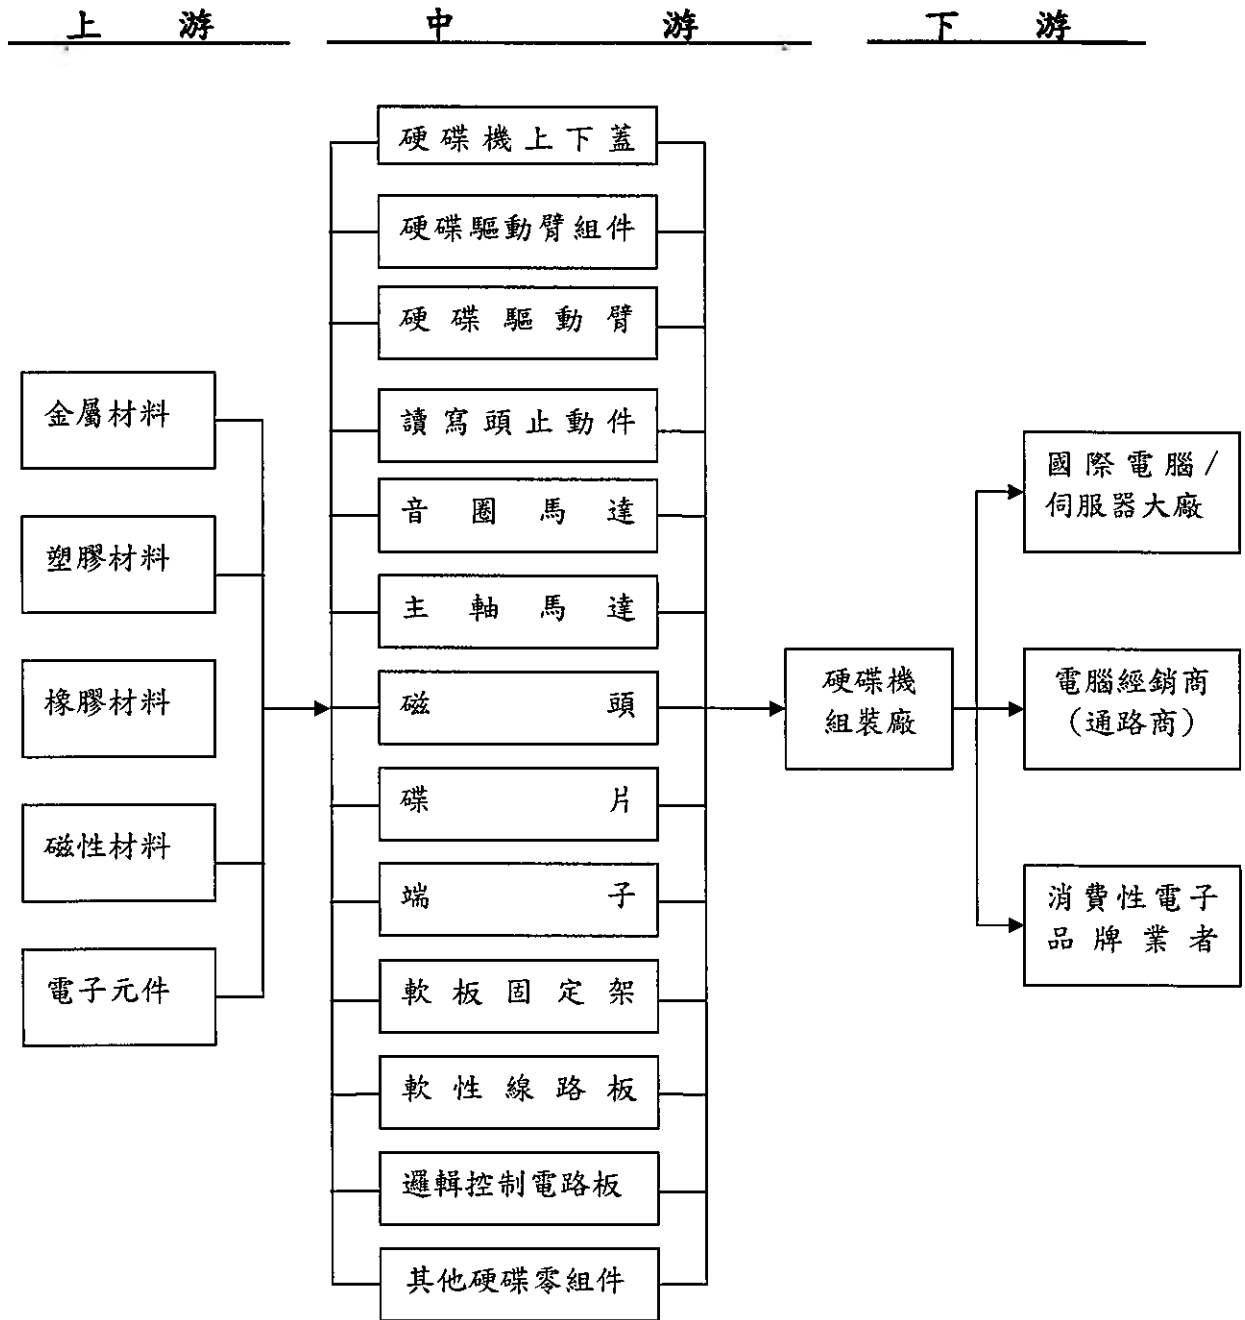 上游
中游
下游
金屬材料
塑膠材料
橡膠材料
磁性材料
電子元件
硬碟機上下蓋
硬碟驅動臂組件
硬碟驅動臂
讀寫頭止動件
音圈馬達
主軸馬達
磁頭
碟片
端子
軟板固定架
軟性線路板
邏輯控制電路板
其他硬碟零組件
硬碟機
組裝廠
國際電腦/
伺服器大廠
電腦經銷商
(通路商)
消費性電子
品牌業者